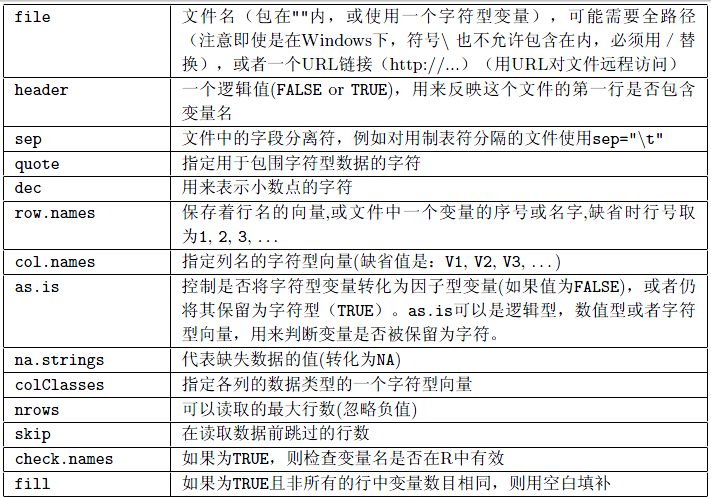 file 文件名（包在""内，或使用一个字符型变量），可能需要全路径
（注意即使是在Windows下，符号\ 也不允许包含在内，必须用 / 替
换），或者一个URL链接（http://...）（用URL对文件远程访问）
header 一个逻辑值(FALSE or TRUE)，用来反映这个文件的第一行是否包含
变量名
sep 文件中的字段分离符，例如对用制表符分隔的文件使用sep="\t"
quote 指定用于包围字符型数据的字符
dec 用来表示小数点的字符
row.names 保存着行名的向量,或文件中一个变量的序号或名字,缺省时行号取
为1, 2, 3, ...
col.names 指定列名的字符型向量(缺省值是：V1, V2, V3, ...)
as.is 控制是否将字符型变量转化为因子型变量(如果值为FALSE)，或者仍
将其保留为字符型（TRUE）。as.is可以是逻辑型，数值型或者字符
型向量，用来判断变量是否被保留为字符。
na.strings 代表缺失数据的值(转化为NA)
colClasses 指定各列的数据类型的一个字符型向量
nrows 可以读取的最大行数(忽略负值)
skip 在读取数据前跳过的行数
check.names 如果为TRUE，则检查变量名是否在R中有效
fill 如果为TRUE且非所有的行中变量数目相同，则用空白填补